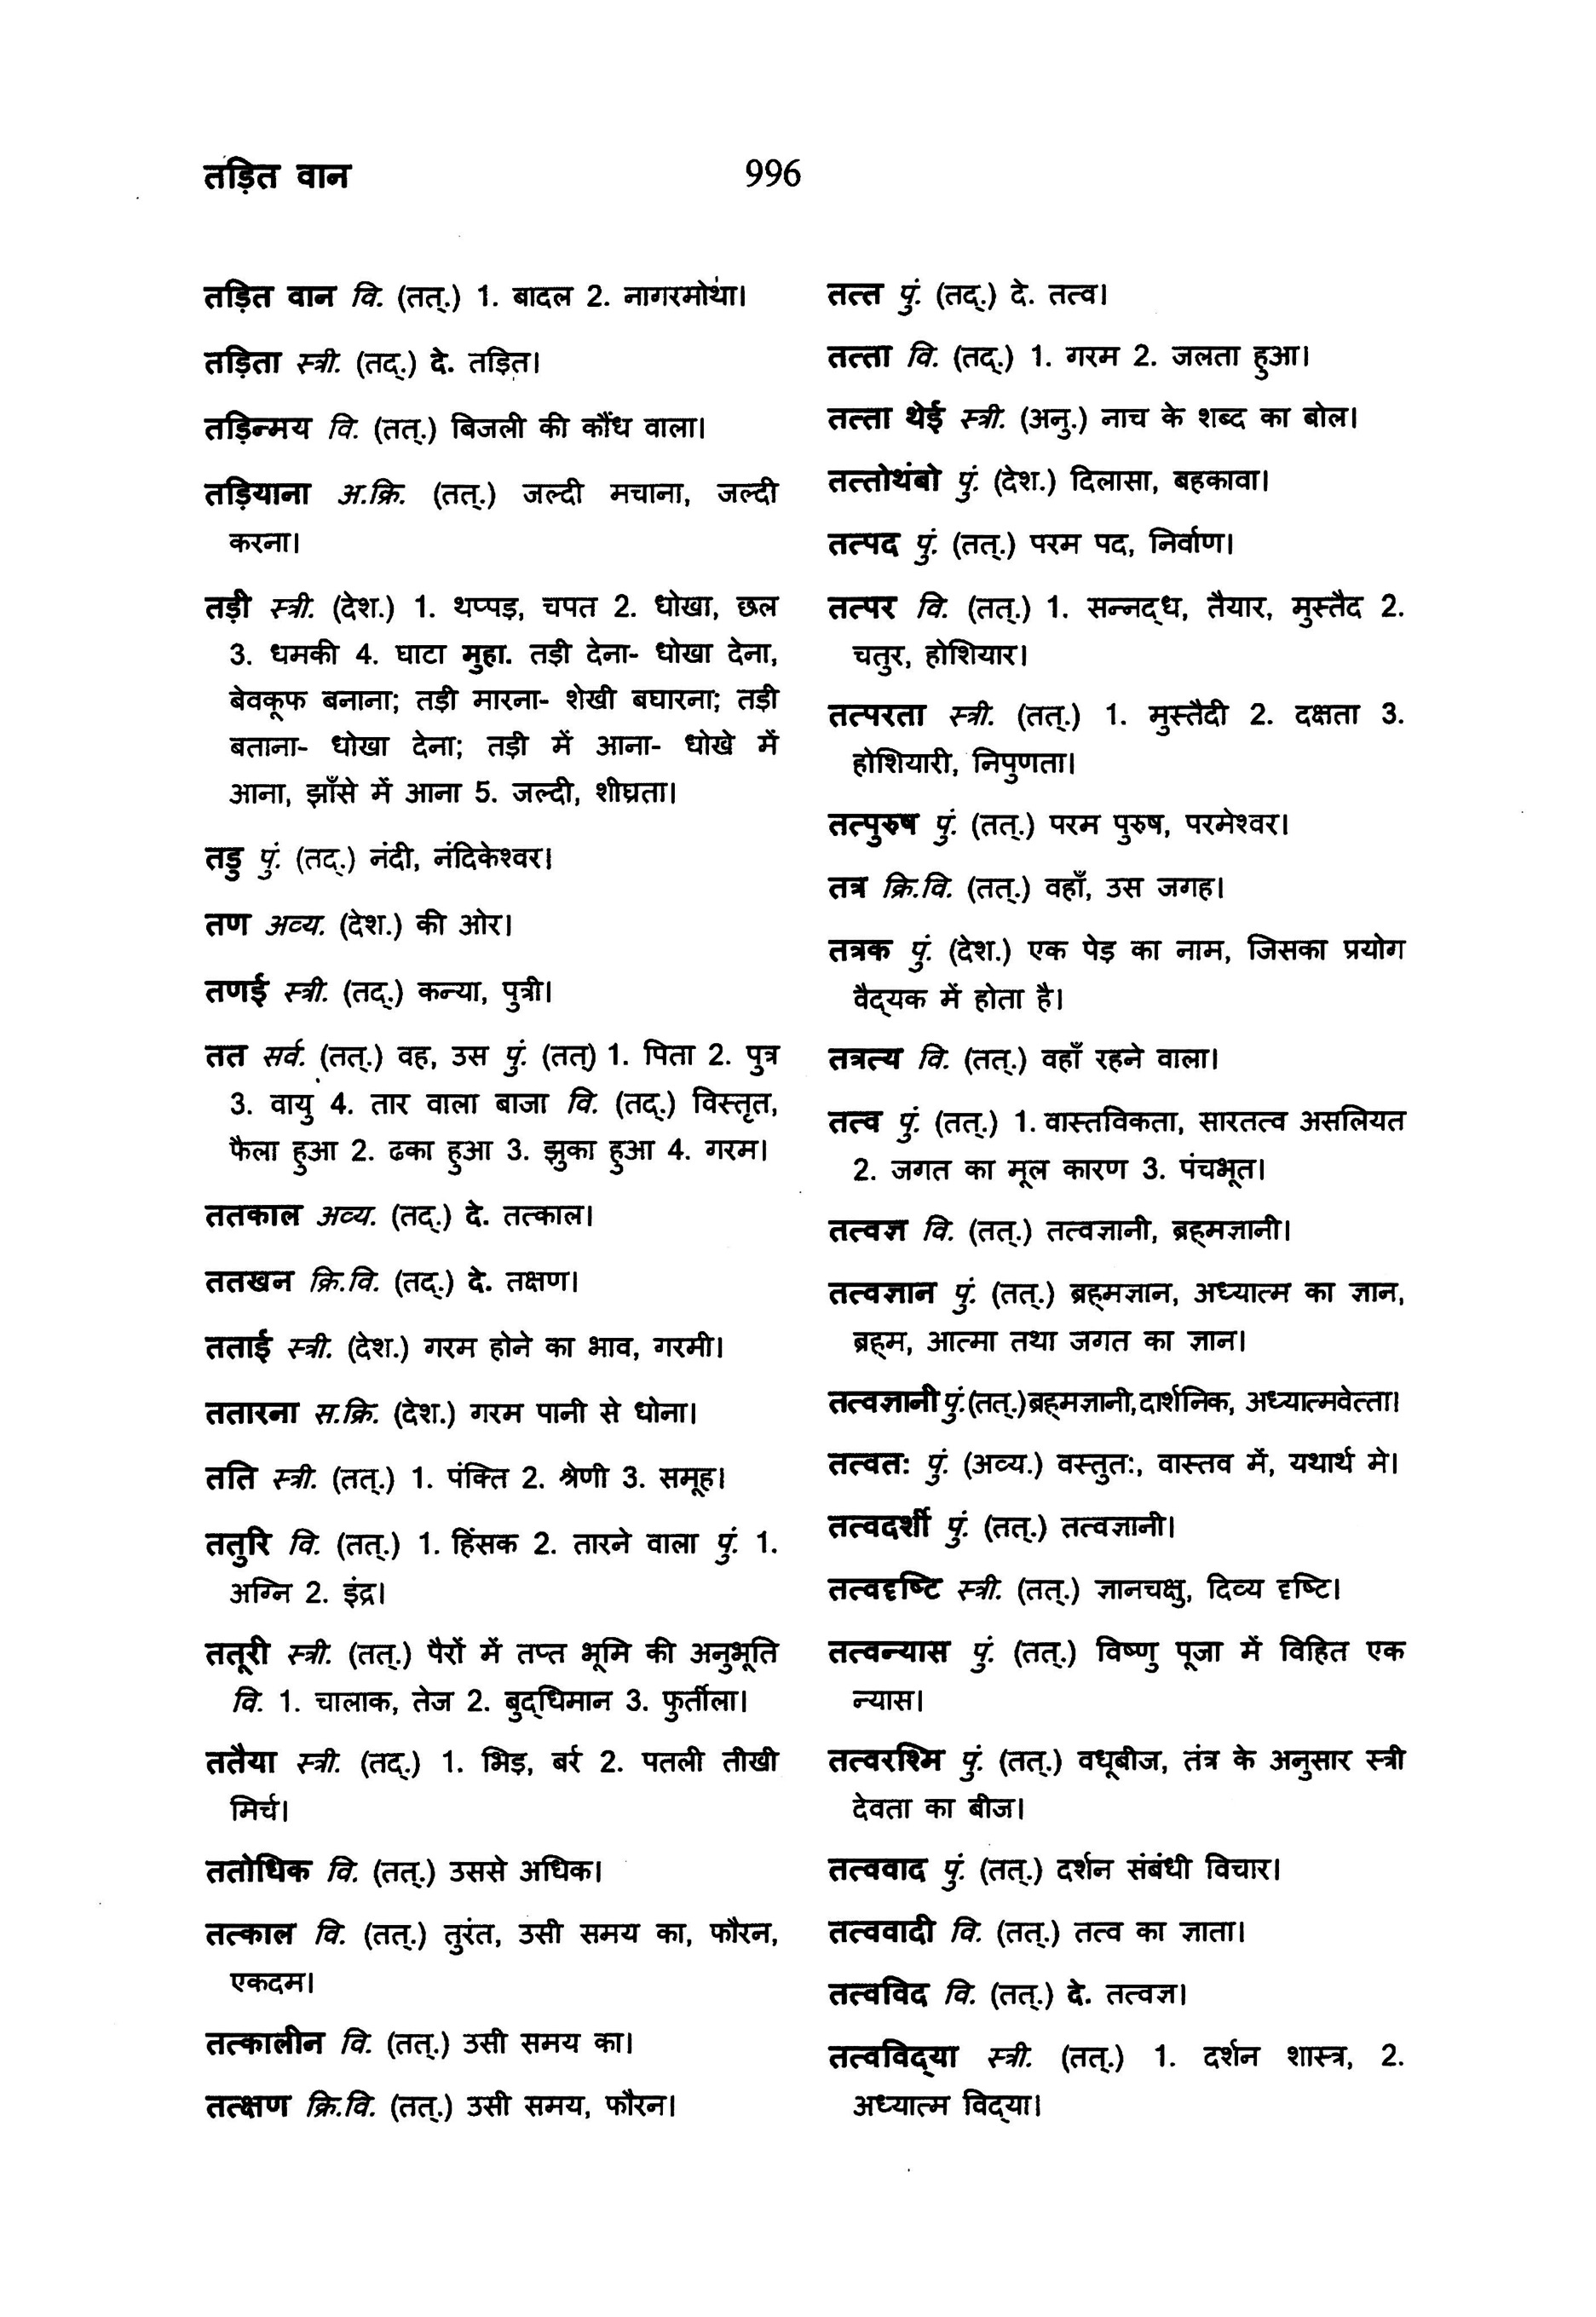 तड़ित वान
996
तड़ित वान वि. (तत्.) 1. बादल 2. नागरमोथा।
तड़िता स्त्री. (तद्.) दे. तड़ित।
तड़िन्मय वि. (तत्.) बिजली की कौंध वाला।
तड़ियाना अ.क्रि. (तत्.) जल्दी मचाना, जल्दी
करना।
तड़ी स्त्री. (देश.) 1. थप्पड़, चपत 2. धोखा, छल
3. धमकी 4. घाटा मुहा. तड़ी देना- धोखा देना,
बेवकूफ बनाना; तड़ी मारना- शेखी बघारना; तड़ी
बताना- धोखा देना; तड़ी में आना- धोखे में
आना, झाँसे में आना 5. जल्दी, शीघ्रता।
तडु पुं. (तद्.) नंदी, नंदिकेश्वर।
तण अव्य. (देश.) की ओर।
तणई स्त्री. (तद्.) कन्या, पुत्री।
तत सर्व. (तत्.) वह, उस पुं. (तत्) 1. पिता 2. पुत्र
3. वायु 4. तार वाला बाजा वि. (तद्.) विस्तृत,
फैला हुआ 2. ढका हुआ 3. झुका हुआ 4. गरम।
ततकाल अव्य. (तद्.) दे. तत्काल।
ततखन क्रि.वि. (तद्.) दे. तक्षण।
तताई स्त्री. (देश.) गरम होने का भाव, गरमी।
ततारना स.क्रि. (देश.) गरम पानी से धोना।
तति स्त्री. (तत्.) 1. पंक्ति 2. श्रेणी 3. समूह।
ततुरि वि. (तत्.) 1. हिंसक 2. तारने वाला पुं. 1.
अग्नि 2. इंद्र।
ततूरी स्त्री. (तत्.) पैरों में तप्त भूमि की अनुभूति
वि. 1. चालाक, तेज 2. बुद्‌धिमान 3. फुर्तीला।
ततैया स्त्री. (तद्.) 1. भिड़, बर्र 2. पतली तीखी
मिर्च।
ततोधिक वि. (तत्.) उससे अधिक।
तत्काल वि. (तत्.) तुरंत, उसी समय का, फौरन,
एकदम।
तत्कालीन वि. (तत्.) उसी समय का।
तत्क्षण क्रि.वि. (तत्.) उसी समय, फौरन।
तत्त पुं. (तद्.) दे. तत्व।
तत्ता वि. (तद्.) 1. गरम 2. जलता हुआ।
तत्ता थेई स्त्री. (अनु.) नाच के शब्द का बोल।
तत्तोथंबो पुं. (देश.) दिलासा, बहकावा।
तत्पद पुं. (तत्.) परम पद, निर्वाण।
तत्पर वि. (तत्.) 1. सन्नद्‌ध, तैयार, मुस्तैद 2.
चतुर, होशियार।
तत्परता स्त्री. (तत्.) 1. मुस्तैदी 2. दक्षता 3.
होशियारी, निपुणता।
तत्पुरुष पुं. (तत्.) परम पुरुष, परमेश्वर।
तत्र क्रि.वि. (तत्.) वहाँ, उस जगह।
तत्रक पुं. (देश.) एक पेड़ का नाम, जिसका प्रयोग
वैद्‌यक में होता है।
तत्रत्य वि. (तत्.) वहाँ रहने वाला।
तत्व पुं. (तत्.) 1. वास्तविकता, सारतत्व असलियत
2. जगत का मूल कारण 3. पंचभूत।
तत्वज्ञ वि. (तत्.) तत्वज्ञानी, ब्रह्‌मज्ञानी।
तत्वज्ञान पुं. (तत्.) ब्रह्‌मज्ञान, अध्यात्म का ज्ञान,
ब्रह्‌म, आत्मा तथा जगत का ज्ञान।
तत्वज्ञानी पुं.(तत्.)ब्रह्‌मज्ञानी,दार्शनिक, अध्यात्मवेत्ता।
तत्वतः पुं. (अव्य.) वस्तुतः, वास्तव में, यथार्थ मे।
तत्वदर्शी पुं. (तत्.) तत्वज्ञानी।
तत्वदृष्टि स्त्री. (तत्.) ज्ञानचक्षु, दिव्य दृष्टि।
तत्वन्यास पुं. (तत्.) विष्णु पूजा में विहित एक
न्यास।
तत्वरश्मि पुं. (तत्.) वधूबीज, तंत्र के अनुसार स्त्री
देवता का बीज।
तत्ववाद पुं. (तत्.) दर्शन संबंधी विचार।
तत्ववादी वि. (तत्.) तत्व का ज्ञाता।
तत्वविद वि. (तत्.) दे. तत्वज्ञ।
तत्वविद्‌या स्त्री. (तत्.) 1. दर्शन शास्त्र, 2.
अध्यात्म विद्‌या।